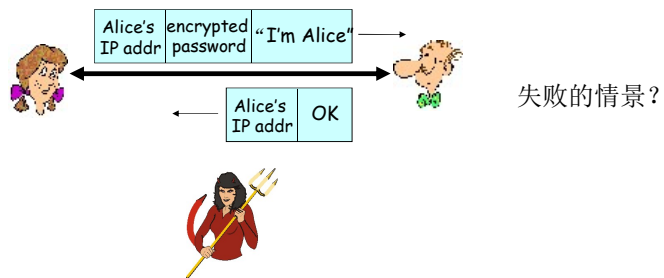 Alice's
IP addr
encrypted
password
“I'm Alice”
Alice's
IP addr
OK
失败的情景？